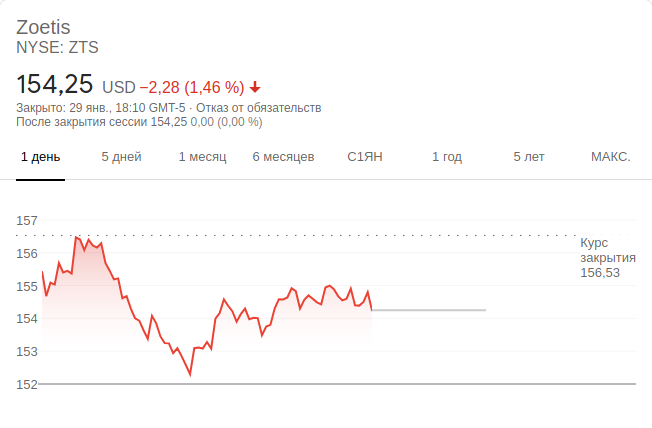 Zoetis
NYSE: ZTS
154,25 USD −2,28 (1,46 %)
Закрыто: 29 янв., 18:10 GMT-5 · Отказ от обязательств
После закрытия сессии 154,25 0,00 (0,00 %)
1 день 5 дней 1 месяц 6 месяцев С1ЯН 1 год 5 лет МАКС.
157
156
155
154
153
152
Курс
закрытия
156,53